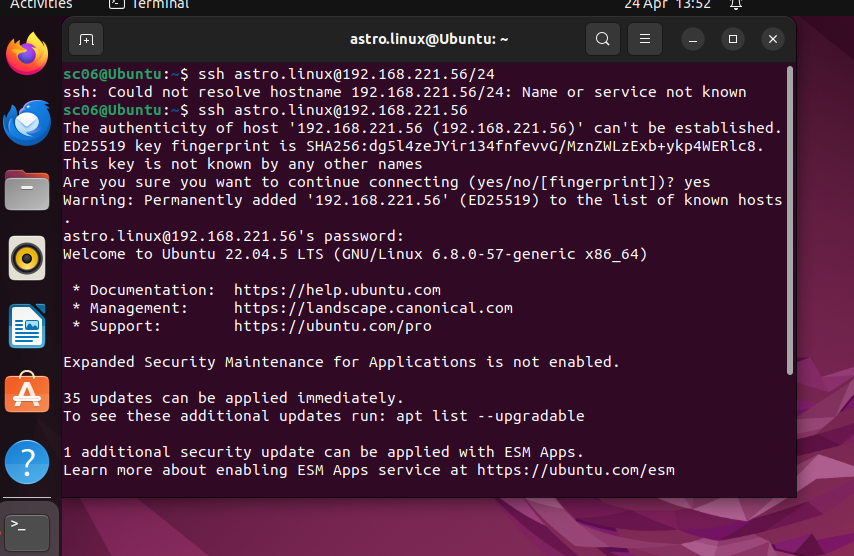 Activities Terminal 24 Apr 13:52
astro.linux@Ubuntu: ~
sc06@Ubuntu:~$ ssh astro.linux@192.168.221.56/24
ssh: Could not resolve hostname 192.168.221.56/24: Name or service not known
sc06@Ubuntu:~$ ssh astro.linux@192.168.221.56
The authenticity of host '192.168.221.56 (192.168.221.56)' can't be established.
ED25519 key fingerprint is SHA256:dg5l4zeJYir134fnfevvG/MznZWLzExb+ykp4WERlc8.
This key is not known by any other names
Are you sure you want to continue connecting (yes/no/[fingerprint])? yes
Warning: Permanently added '192.168.221.56' (ED25519) to the list of known hosts
.
astro.linux@192.168.221.56's password:
Welcome to Ubuntu 22.04.5 LTS (GNU/Linux 6.8.0-57-generic x86_64)
* Documentation: https://help.ubuntu.com
* Management: https://landscape.canonical.com
* Support: https://ubuntu.com/pro
Expanded Security Maintenance for Applications is not enabled.
35 updates can be applied immediately.
To see these additional updates run: apt list --upgradable
1 additional security update can be applied with ESM Apps.
Learn more about enabling ESM Apps service at https://ubuntu.com/esm